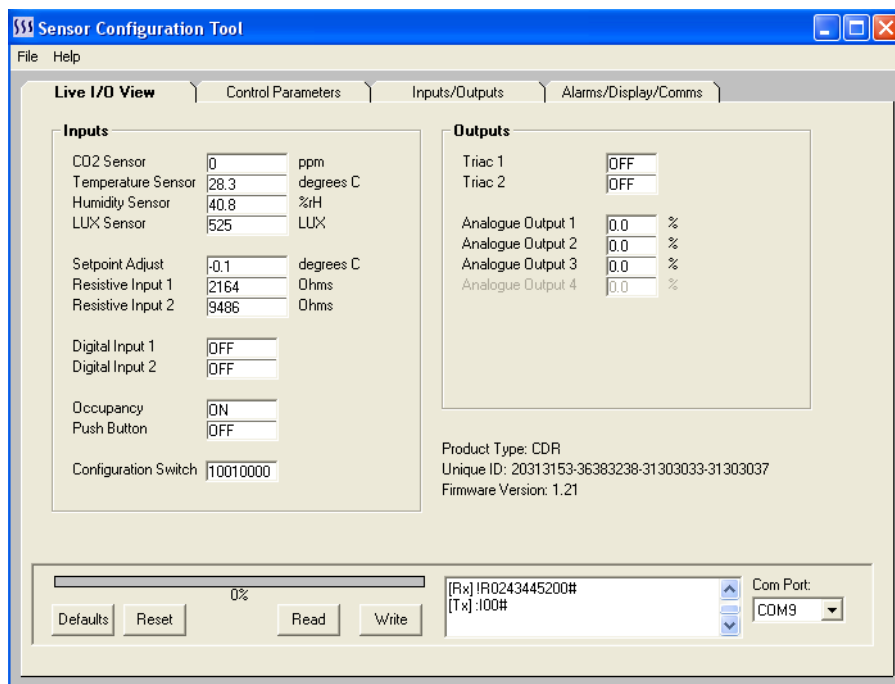 Sensor Configuration Tool
File Help
Live I/O View Control Parameters Inputs/Outputs Alarms/Display/Comms
Inputs
CO2 Sensor 0 ppm
Temperature Sensor 28.3 degrees C
Humidity Sensor 40.8 %rH
LUX Sensor 525 LUX
Setpoint Adjust -0.1 degrees C
Resistive Input 1 2164 Ohms
Resistive Input 2 9486 Ohms
Digital Input 1 OFF
Digital Input 2 OFF
Occupancy ON
Push Button OFF
Configuration Switch 10010000
Outputs
Triac 1 OFF
Triac 2 OFF
Analogue Output 1 0.0 %
Analogue Output 2 0.0 %
Analogue Output 3 0.0 %
Analogue Output 4 0.0 %
Product Type: CDR
Unique ID: 20313153-36383238-31303033-31303037
Firmware Version: 1.21
0%
Defaults Reset Read Write
[Rx] !R0243445200#
[Tx] :I00#
Com Port:
COM9